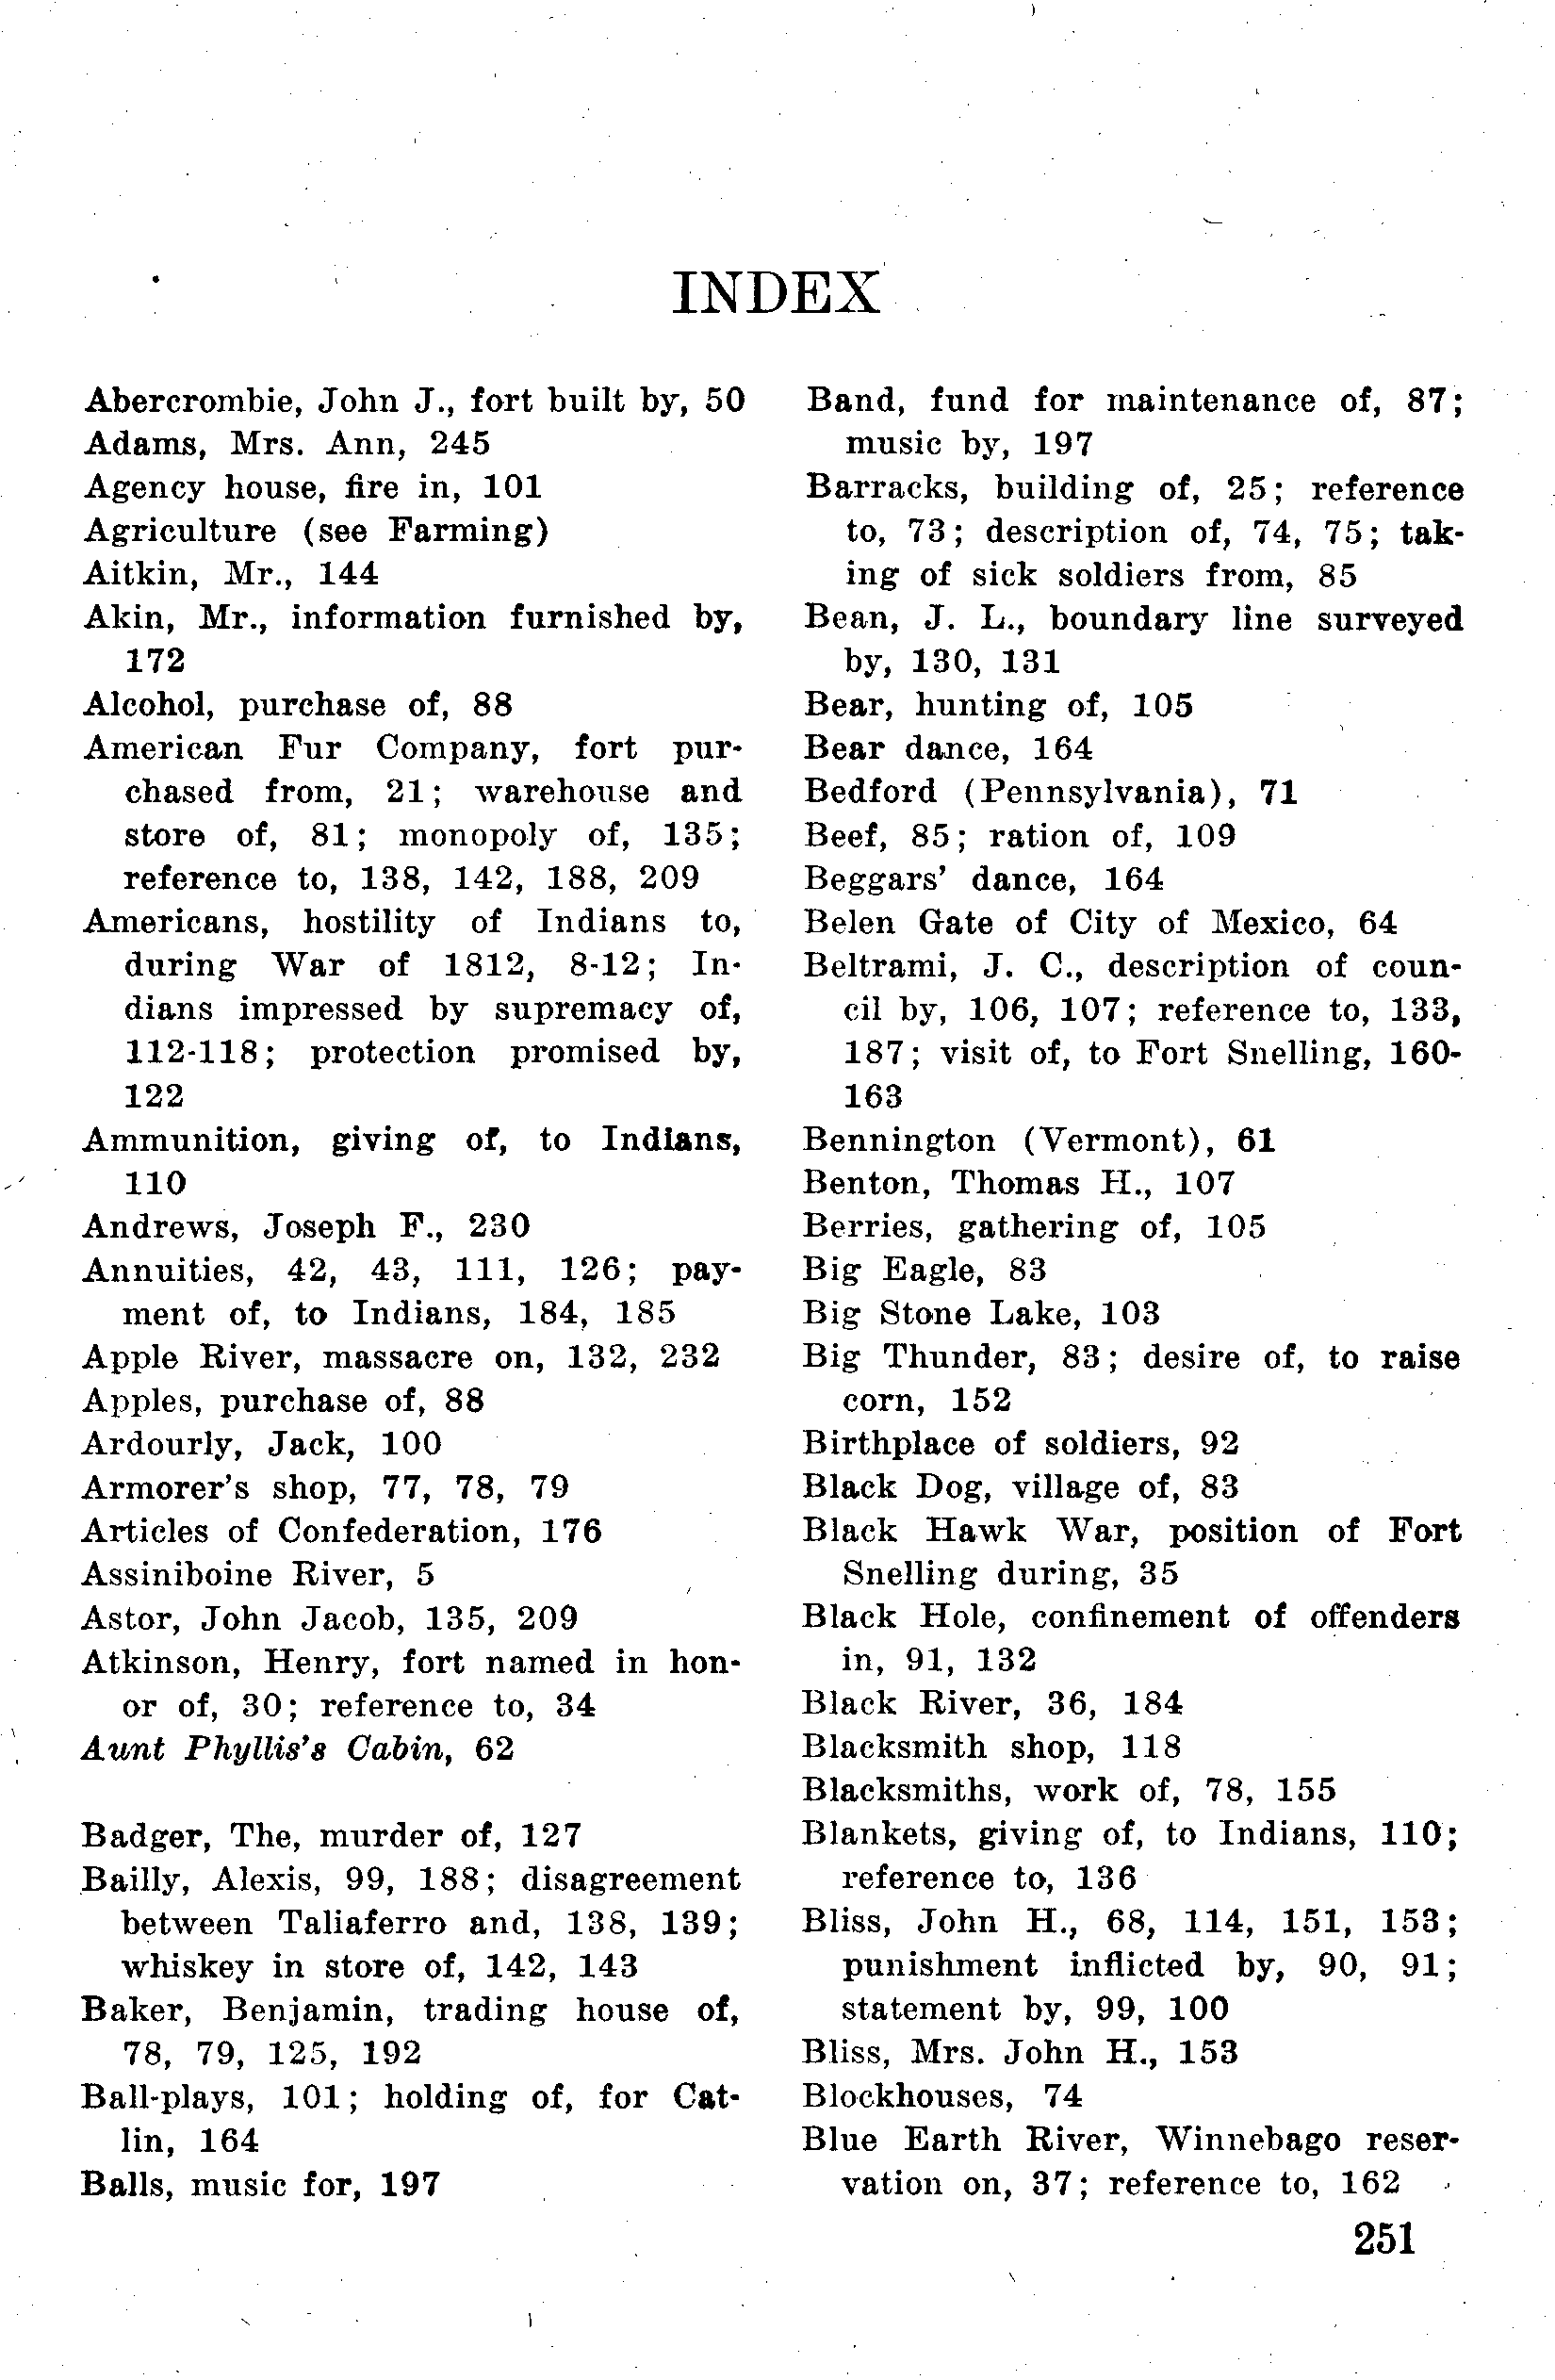 INDEX
Abercrombie, John J., fort built by, 50
Adams, Mrs. Ann, 245
Agency house, fire in, 101
Agriculture (see Farming)
Aitkin, Mr., 144
Akin, Mr., information furnished by,
172
Alcohol, purchase of, 88
American Fur Company, fort pur-
chased from, 21; warehouse and
store of, 81; monopoly of, 135;
reference to, 138, 142, 188, 209
Americans, hostility of Indians to,
during War of 1812, 8-12; In-
dians impressed by supremacy of,
112-118; protection promised by,
122
Ammunition, giving of, to Indians,
110
Andrews, Joseph F., 230
Annuities, 42, 43, 111, 126; pay-
ment of, to Indians, 184, 185
Apple River, massacre on, 132, 232
Apples, purchase of, 88
Ardourly, Jack, 100
Armorer's shop, 77, 78, 79
Articles of Confederation, 176
Assiniboine River, 5
Astor, John Jacob, 135, 209
Atkinson, Henry, fort named in hon-
or of, 30; reference to, 34
Aunt Phyllis's Cabin, 62
Badger, The, murder of, 127
Bailly, Alexis, 99, 188; disagreement
between Taliaferro and, 138, 139;
whiskey in store of, 142, 143
Baker, Benjamin, trading house of,
78, 79, 125, 192
Ball-plays, 101; holding of, for Cat-
lin, 164
Balls, music for, 197
Band, fund for maintenance of, 87;
music by, 197
Barracks, building of, 25; reference
to, 73; description of, 74, 75; tak-
ing of sick soldiers from, 85
Bean, J. L., boundary line surveyed
by, 130, 131
Bear, hunting of, 105
Bear dance, 164
Bedford (Pennsylvania), 71
Beef, 85; ration of, 109
Beggars' dance, 164
Belen Gate of City of Mexico, 64
Beltrami, J. C., description of coun-
cil by, 106, 107; reference to, 133,
187; visit of, to Fort Snelling, 160-
163
Bennington (Vermont), 61
Benton, Thomas H., 107
Berries, gathering of, 105
Big Eagle, 83
Big Stone Lake, 103
Big Thunder, 83; desire of, to raise
corn, 152
Birthplace of soldiers, 92
Black Dog, village of, 83
Black Hawk War, position of Fort
Snelling during, 35
Black Hole, confinement of offenders
in, 91, 132
Black River, 36, 184
Blacksmith shop, 118
Blacksmiths, work of, 78, 155
Blankets, giving of, to Indians, 110;
reference to, 136
Bliss, John H., 68, 114, 151, 153;
punishment inflicted by, 90, 91;
statement by, 99, 100
Bliss, Mrs. John H., 153
Blockhouses, 74
Blue Earth River, Winnebago reser-
vation on, 37; reference to, 162
251